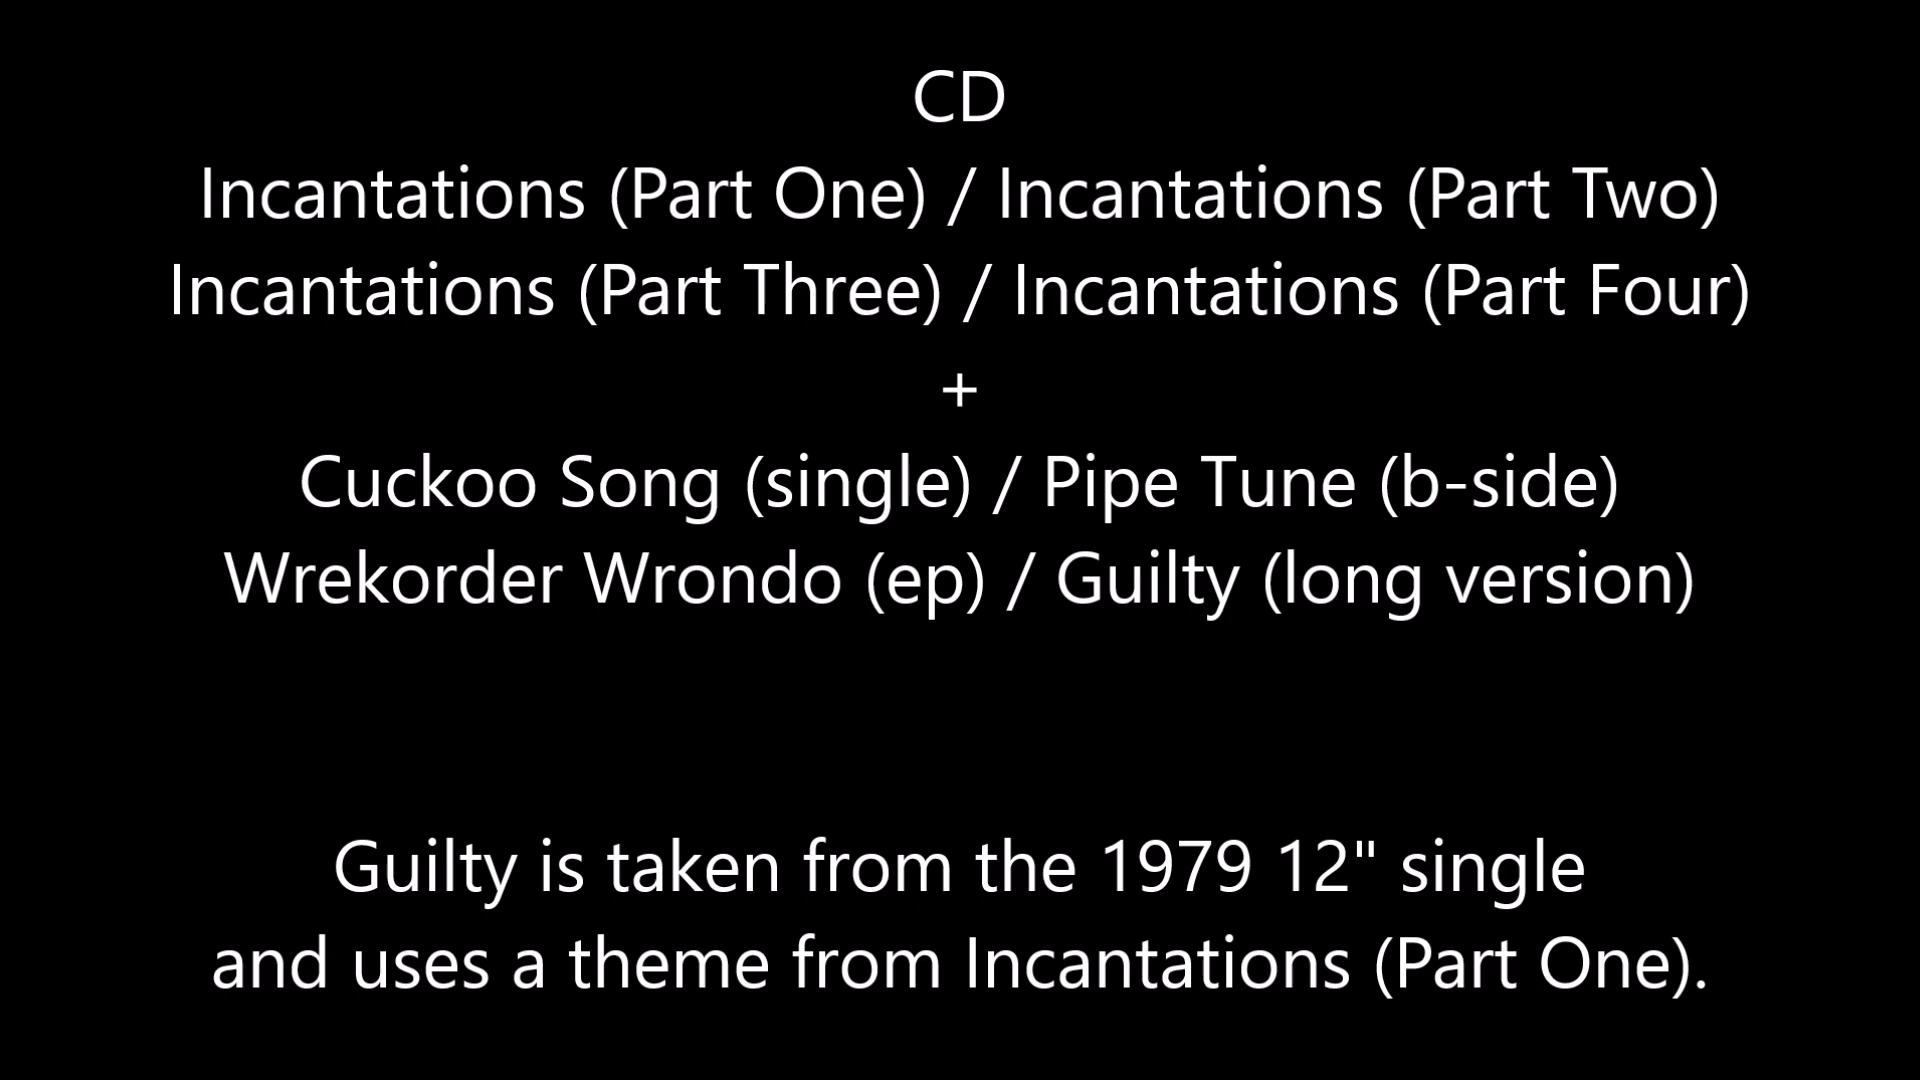 CD
Incantations (Part One) / Incantations (Part Two)
Incantations (Part Three) / Incantations (Part Four)
+
Cuckoo Song (single) / Pipe Tune (b-side)
Wrekorder Wrondo (ep) / Guilty (long version)
Guilty is taken from the 1979 12" single
and uses a theme from Incantations (Part One).